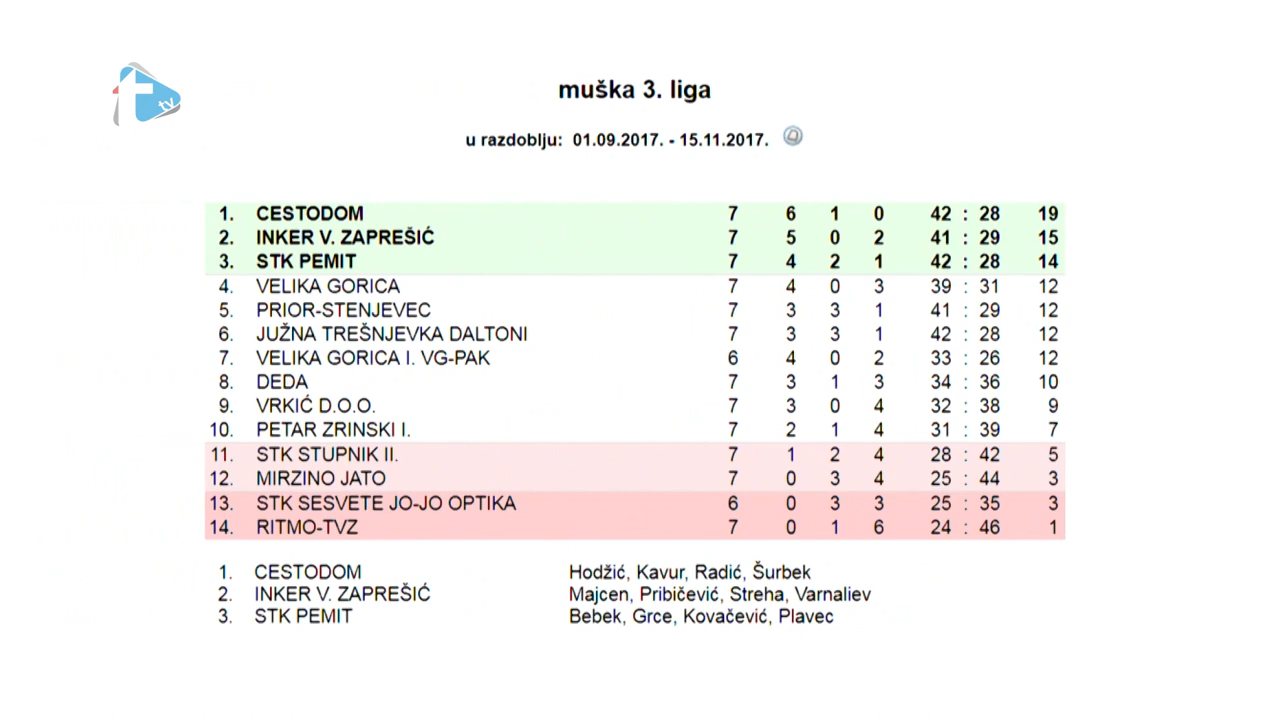 t tv
muška 3. liga
u razdoblju: 01.09.2017. - 15.11.2017.
1. CESTODOM 7 6 1 0 42 : 28 19
2. INKER V. ZAPREŠIĆ 7 5 0 2 41 : 29 15
3. STK PEMIT 7 4 2 1 42 : 28 14
4. VELIKA GORICA 7 4 0 3 39 : 31 12
5. PRIOR-STENJEVEC 7 3 3 1 41 : 29 12
6. JUŽNA TREŠNJEVKA DALTONI 7 3 3 1 42 : 28 12
7. VELIKA GORICA I. VG-PAK 6 4 0 2 33 : 26 12
8. DEDA 7 3 1 3 34 : 36 10
9. VRKIĆ D.O.O. 7 3 0 4 32 : 38 9
10. PETAR ZRINSKI I. 7 2 1 4 31 : 39 7
11. STK STUPNIK II. 7 1 2 4 28 : 42 5
12. MIRZINO JATO 7 0 3 4 25 : 44 3
13. STK SESVETE JO-JO OPTIKA 6 0 3 3 25 : 35 3
14. RITMO-TVZ 7 0 1 6 24 : 46 1
1. CESTODOM Hodžić, Kavur, Radić, Šurbek
2. INKER V. ZAPREŠIĆ Majcen, Pribičević, Streha, Varnaliev
3. STK PEMIT Bebek, Grce, Kovačević, Plavec